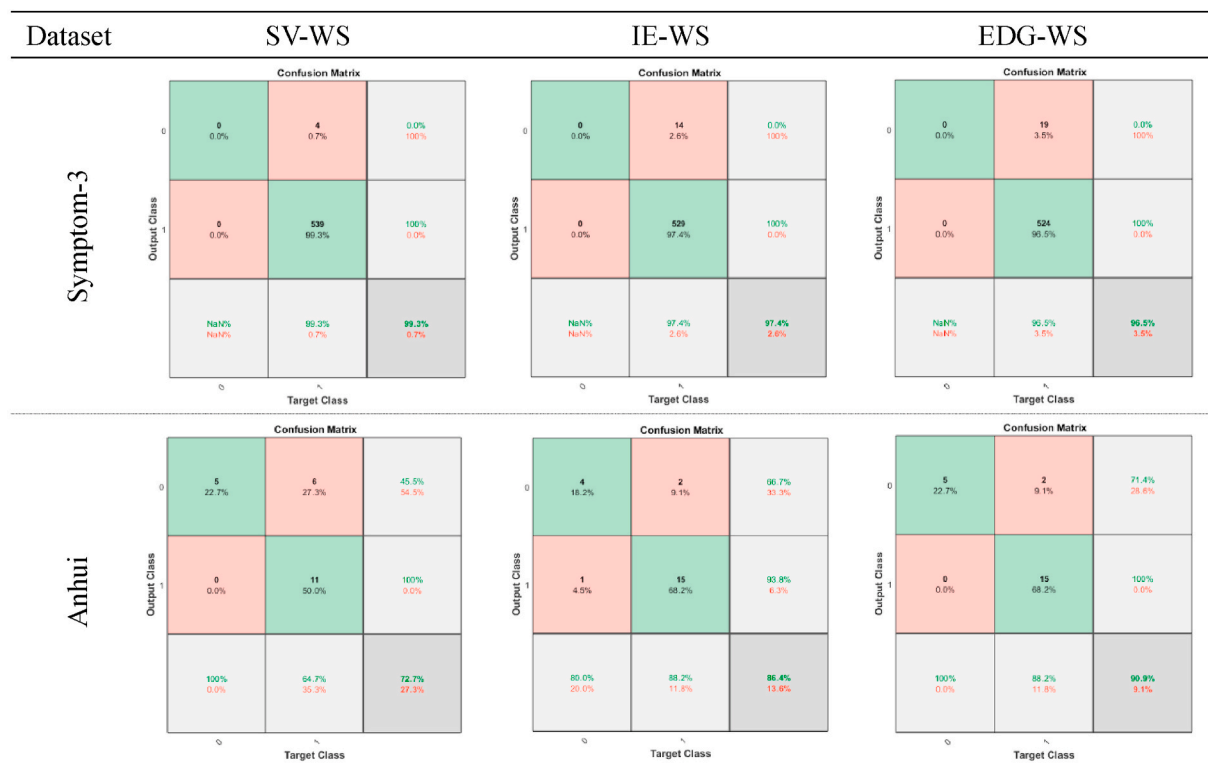 Dataset SV-WS IE-WS EDG-WS
Symptom-3
Confusion Matrix
0 4 0.0%
0 0.0% 0.7% 100%
0 539 100%
1 0.0% 99.3% 0.0%
NaN% 99.3% 99.3%
NaN% 0.7% 0.7%
0 1
Output Class
Target Class
Confusion Matrix
0 14 0.0%
0 0.0% 2.6% 100%
0 529 100%
1 0.0% 97.4% 0.0%
NaN% 97.4% 97.4%
NaN% 2.6% 2.6%
0 1
Output Class
Target Class
Confusion Matrix
0 19 0.0%
0 0.0% 3.5% 100%
0 524 100%
1 0.0% 96.5% 0.0%
NaN% 96.5% 96.5%
NaN% 3.5% 3.5%
0 1
Output Class
Target Class
Anhui
Confusion Matrix
5 6 45.5%
0 22.7% 27.3% 54.5%
0 11 100%
1 0.0% 50.0% 0.0%
100% 64.7% 72.7%
0.0% 35.3% 27.3%
0 1
Output Class
Target Class
Confusion Matrix
4 2 66.7%
0 18.2% 9.1% 33.3%
1 15 93.8%
1 4.5% 68.2% 6.3%
80.0% 88.2% 86.4%
20.0% 11.8% 13.6%
0 1
Output Class
Target Class
Confusion Matrix
5 2 71.4%
0 22.7% 9.1% 28.6%
0 15 100%
1 0.0% 68.2% 0.0%
100% 88.2% 90.9%
0.0% 11.8% 9.1%
0 1
Output Class
Target Class